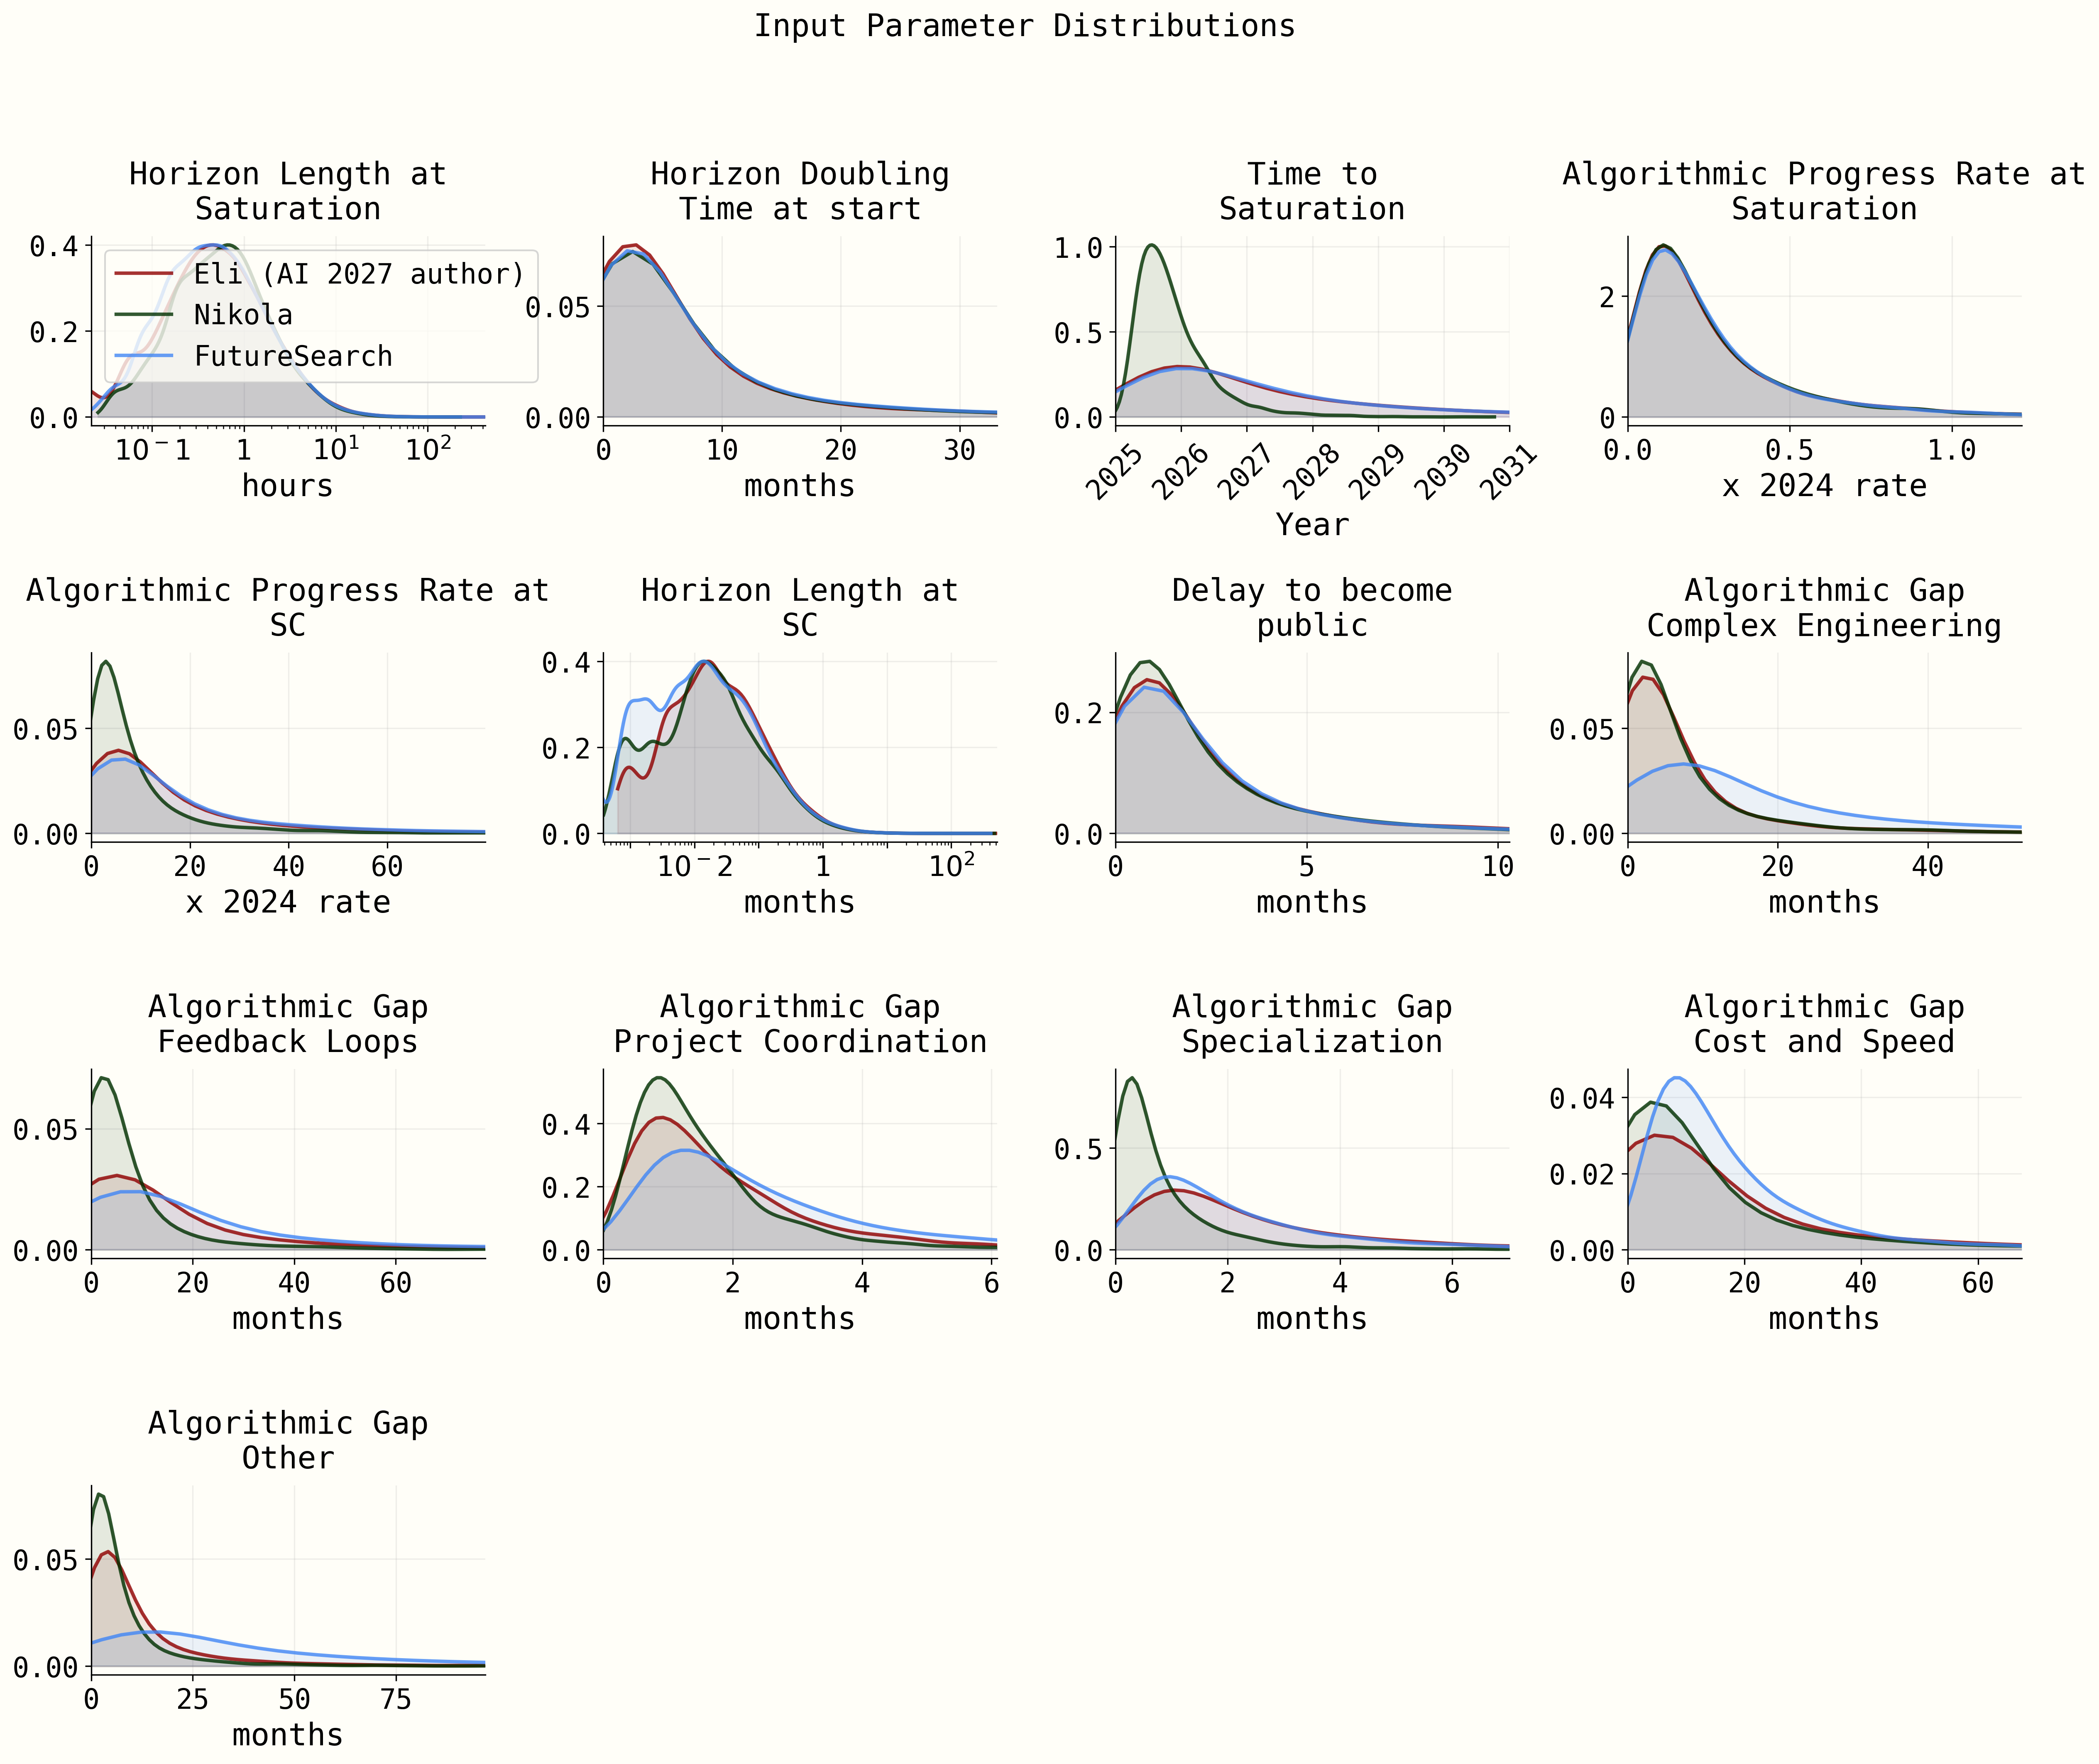 Input Parameter Distributions
Horizon Length at
Saturation
0.4
0.2
0.0
Eli (AI 2027 author)
Nikola
FutureSearch
10⁻1
1
10¹
10²
hours
Horizon Doubling
Time at start
0.05
0.00
0
10
20
30
months
Time to
Saturation
1.0
0.5
0.0
2025
2026
2027
2028
2029
2030
2031
Year
Algorithmic Progress Rate at
Saturation
2
0
0.0
0.5
1.0
x 2024 rate
Algorithmic Progress Rate at
SC
0.05
0.00
0
20
40
60
x 2024 rate
Horizon Length at
SC
0.4
0.2
0.0
10⁻2
1
10²
months
Delay to become
public
0.2
0.0
0
5
10
months
Algorithmic Gap
Complex Engineering
0.05
0.00
0
20
40
months
Algorithmic Gap
Feedback Loops
0.05
0.00
0
20
40
60
months
Algorithmic Gap
Project Coordination
0.4
0.2
0.0
0
2
4
6
months
Algorithmic Gap
Specialization
0.5
0.0
0
2
4
6
months
Algorithmic Gap
Cost and Speed
0.04
0.02
0.00
0
20
40
60
months
Algorithmic Gap
Other
0.05
0.00
0
25
50
75
months